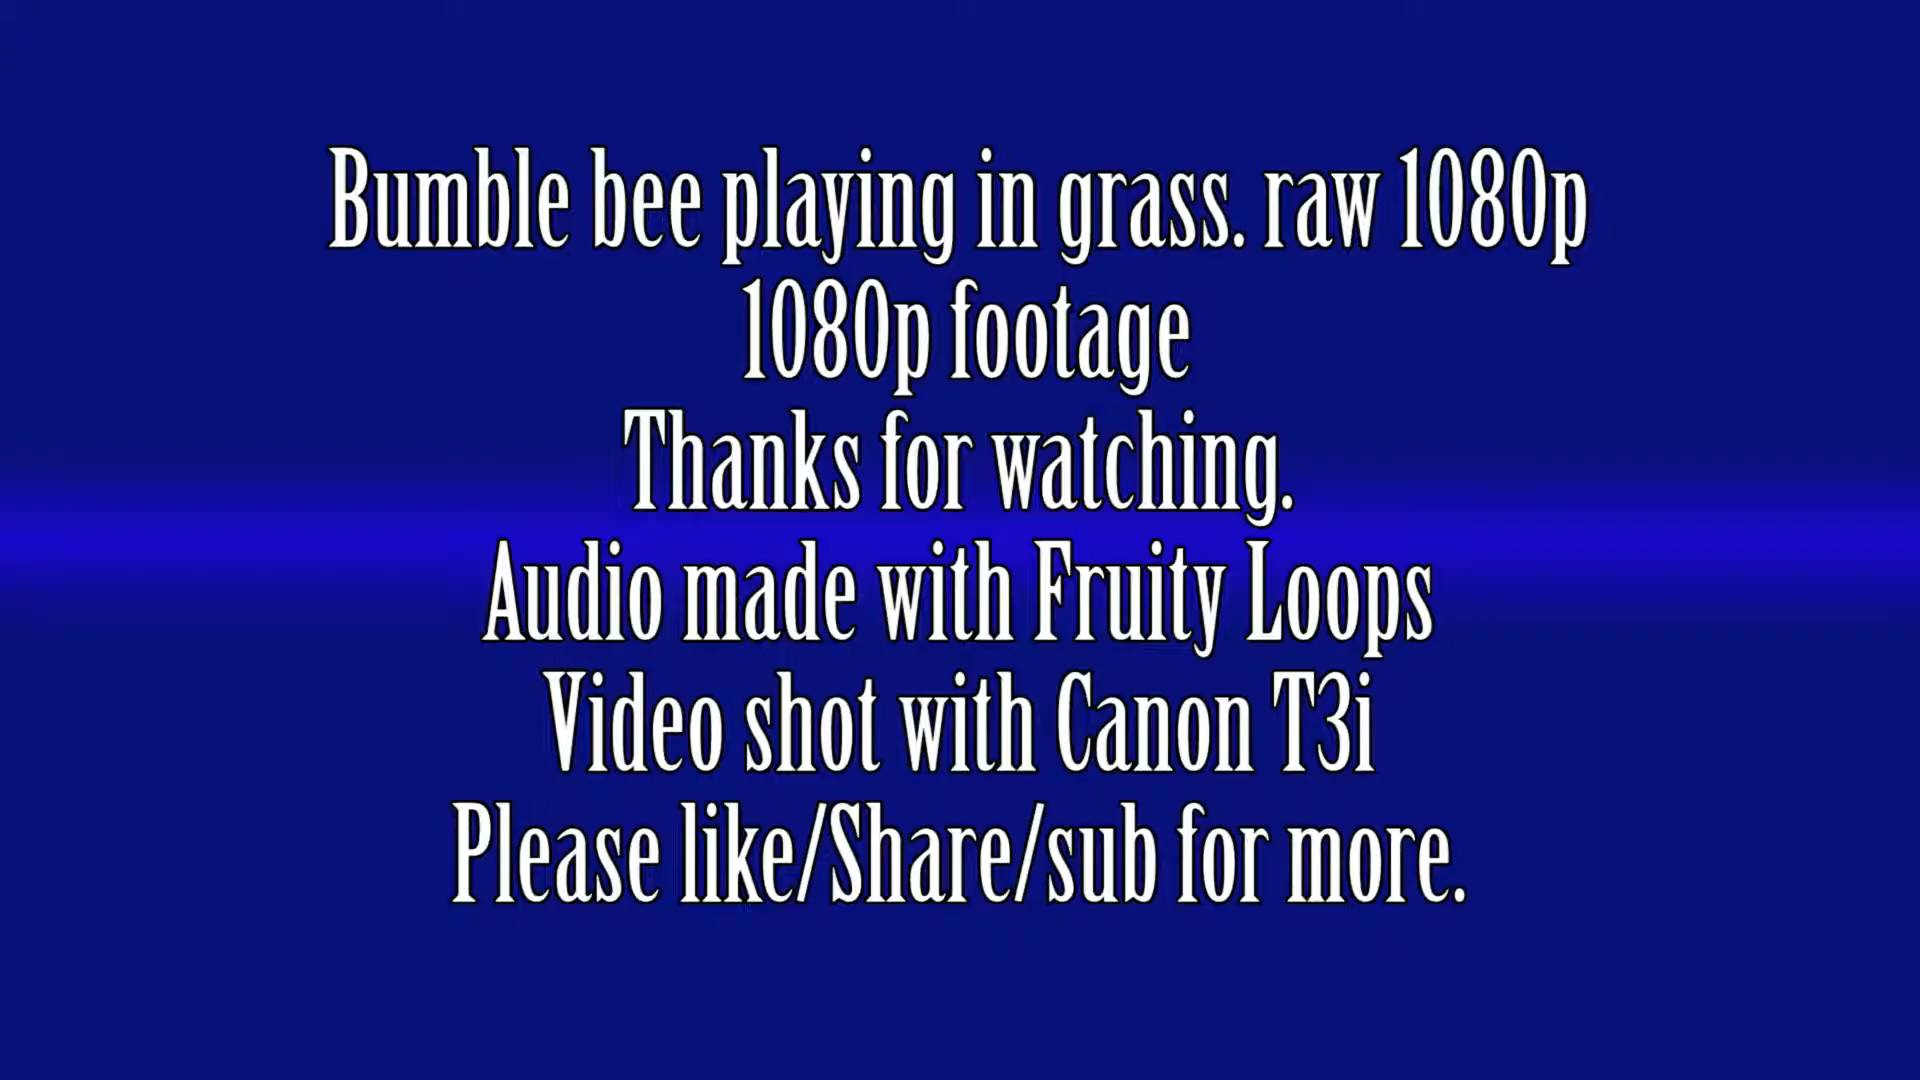 Bumble bee playing in grass. raw 1080p
1080p footage
Thanks for watching.
Audio made with Fruity Loops
Video shot with Canon T3i
Please like/Share/sub for more.